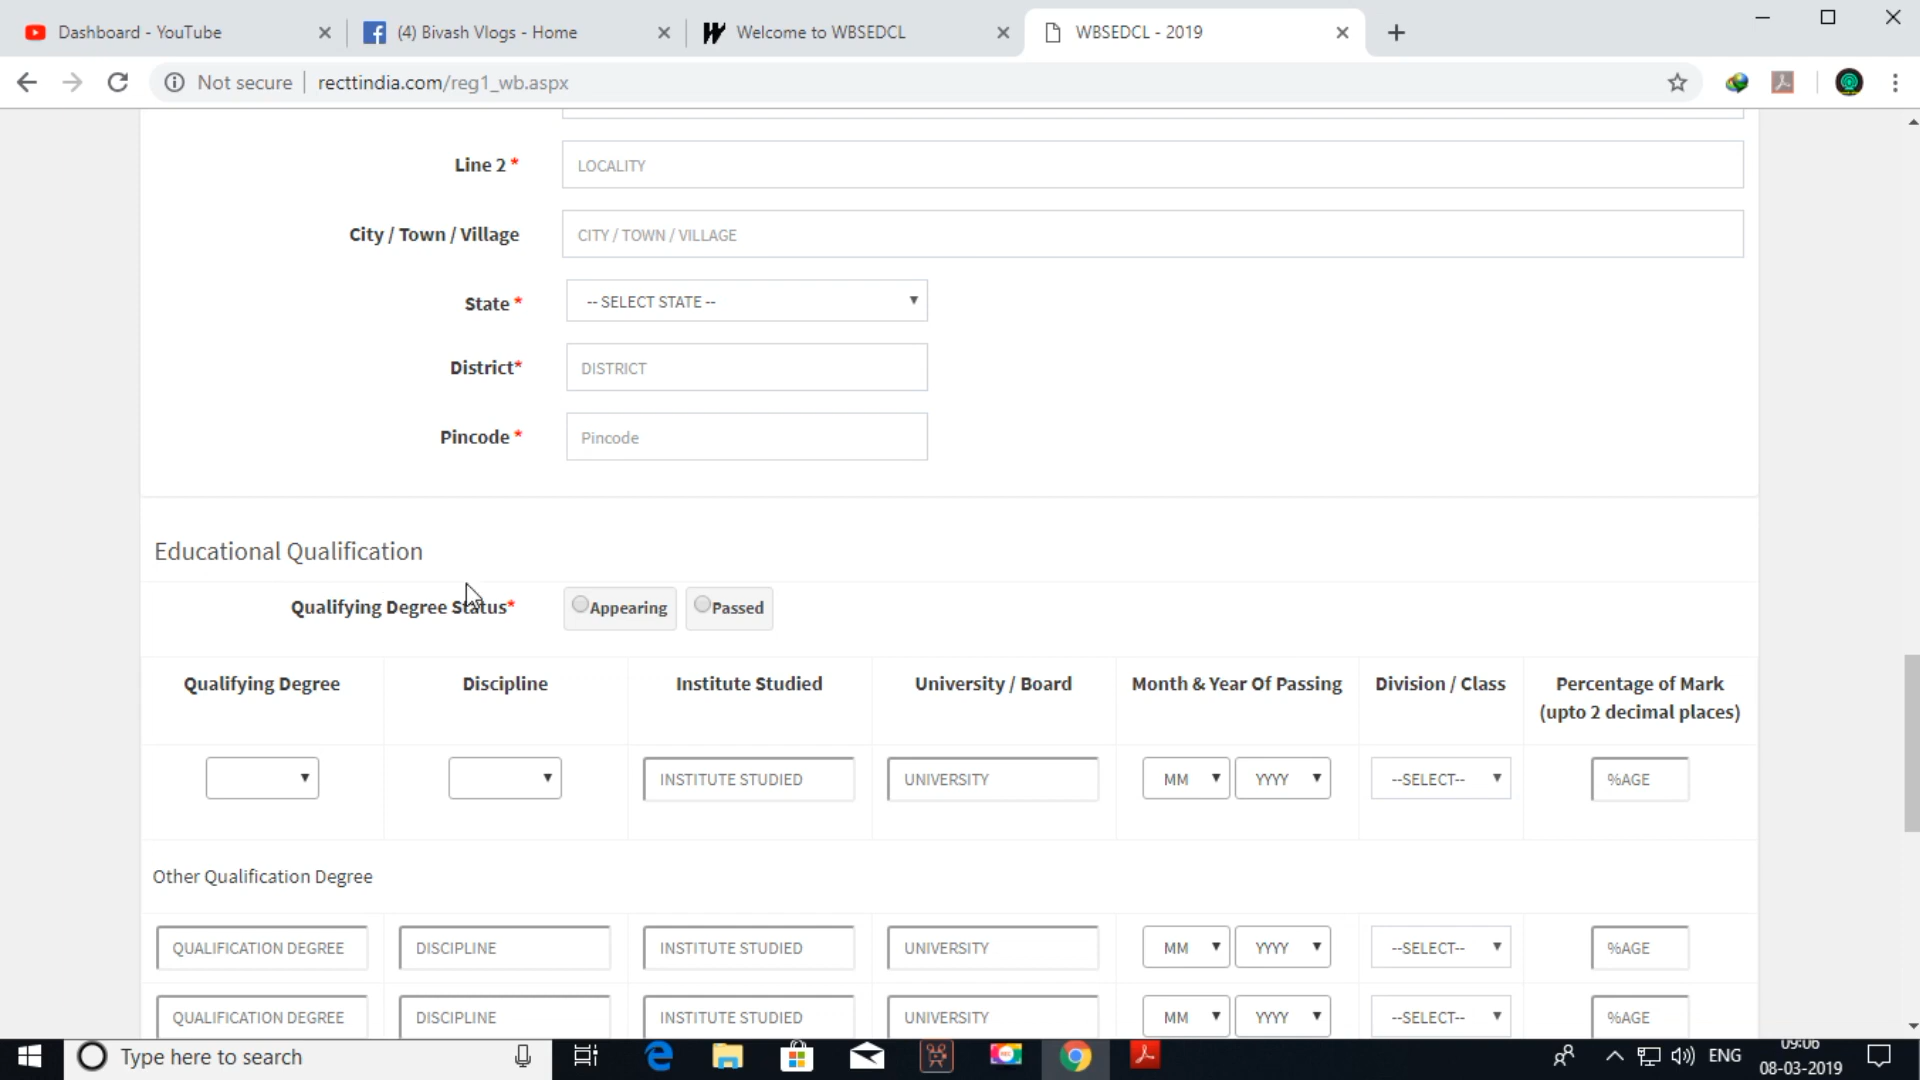 Dashboard - YouTube
(4) Bivash Vlogs - Home
Welcome to WBSEDCL
WBSEDCL - 2019
Not secure
recttindia.com/reg1_wb.aspx
Line 2 *
LOCALITY
City / Town / Village
CITY / TOWN / VILLAGE
State *
-- SELECT STATE --
District*
DISTRICT
Pincode *
Pincode
Educational Qualification
Qualifying Degree Status*
Appearing
Passed
Qualifying Degree
Discipline
Institute Studied
University / Board
Month & Year Of Passing
Division / Class
Percentage of Mark
(upto 2 decimal places)
INSTITUTE STUDIED
UNIVERSITY
MM
YYYY
--SELECT--
%AGE
Other Qualification Degree
QUALIFICATION DEGREE
DISCIPLINE
INSTITUTE STUDIED
UNIVERSITY
MM
YYYY
--SELECT--
%AGE
QUALIFICATION DEGREE
DISCIPLINE
INSTITUTE STUDIED
UNIVERSITY
MM
YYYY
--SELECT--
%AGE
Type here to search
ENG
09:06
08-03-2019